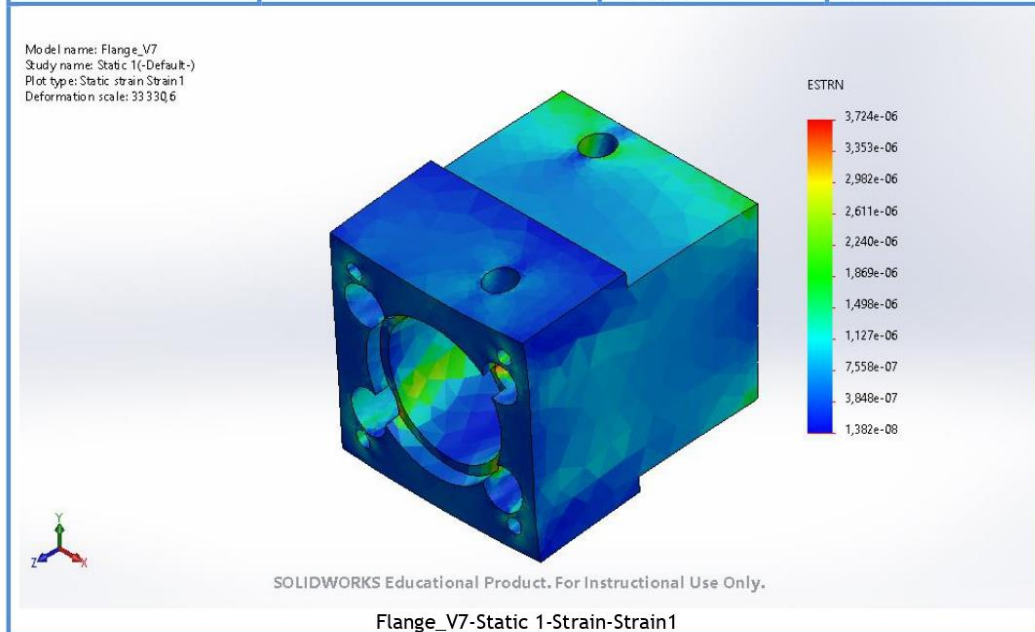 Model name: Flange_V7
Study name: Static 1(-Default-)
Plot type: Static strain Strain1
Deformation scale: 33 330,6
ESTRN
3,724e-06
3,353e-06
2,982e-06
2,611e-06
2,240e-06
1,869e-06
1,498e-06
1,127e-06
7,558e-07
3,848e-07
1,382e-08
Y
Z
X
SOLIDWORKS Educational Product. For Instructional Use Only.
Flange_V7-Static 1-Strain-Strain1